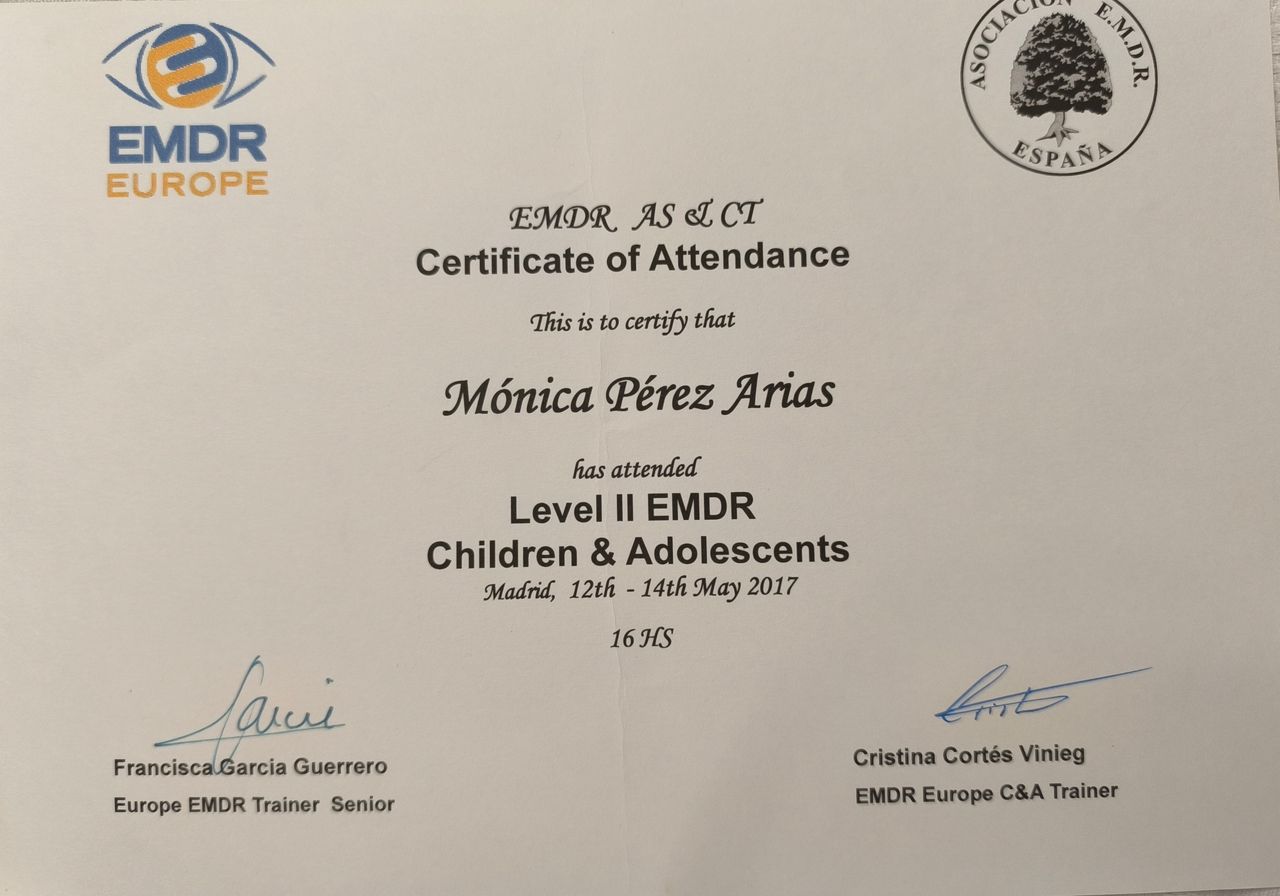 EMDR
EUROPE
ASOCIACIÓN E.M.D.R.
ESPAÑA
EMDR AS & CT
Certificate of Attendance
This is to certify that
Mónica Pérez Arias
has attended
Level II EMDR
Children & Adolescents
Madrid, 12th - 14th May 2017
16 HS
Francisca Garcia Guerrero
Europe EMDR Trainer Senior
Cristina Cortés Vinieg
EMDR Europe C&A Trainer